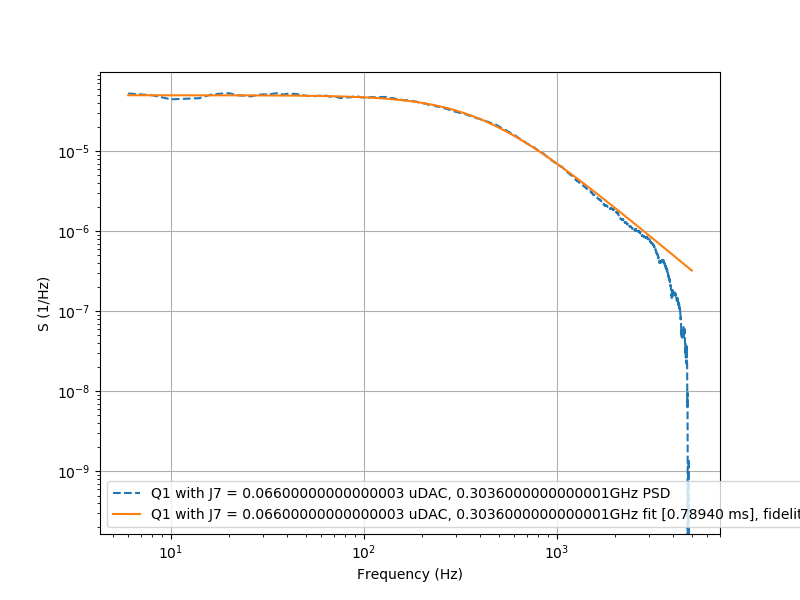 S (1/Hz)
10⁻⁵
10⁻⁶
10⁻⁷
10⁻⁸
10⁻⁹
Q1 with J7 = 0.06600000000000003 uDAC, 0.3036000000000001GHz PSD
Q1 with J7 = 0.06600000000000003 uDAC, 0.3036000000000001GHz fit [0.78940 ms], fidelit
10¹ 10² 10³
Frequency (Hz)